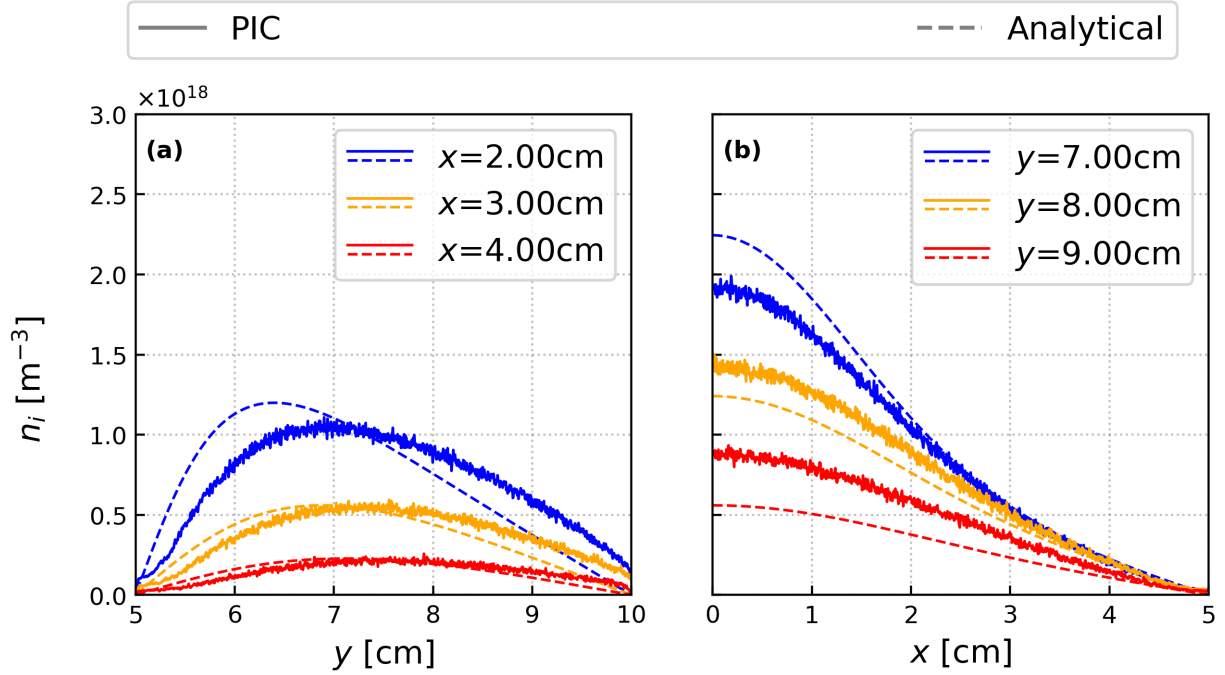 PIC
Analytical
×10^18
(a)
x=2.00cm
x=3.00cm
x=4.00cm
3.0
2.5
2.0
1.5
1.0
0.5
0.0
n_i [m^−3]
5 6 7 8 9 10
y [cm]
(b)
y=7.00cm
y=8.00cm
y=9.00cm
0 1 2 3 4 5
x [cm]